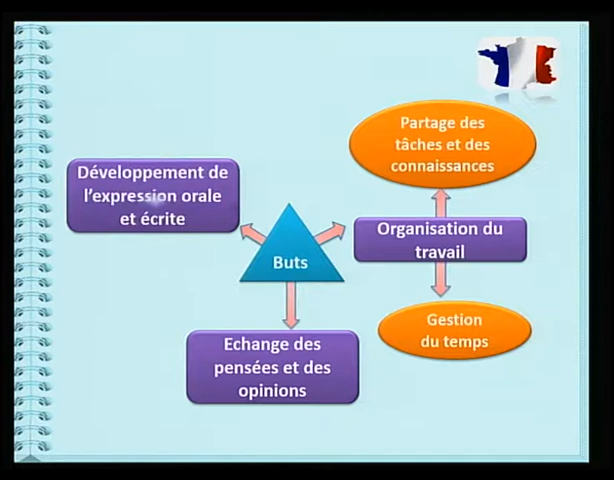 Partage des
tâches et des
connaissances
Développement de
l'expression orale
et écrite
Organisation du
travail
Buts
Gestion
du temps
Echange des
pensées et des
opinions